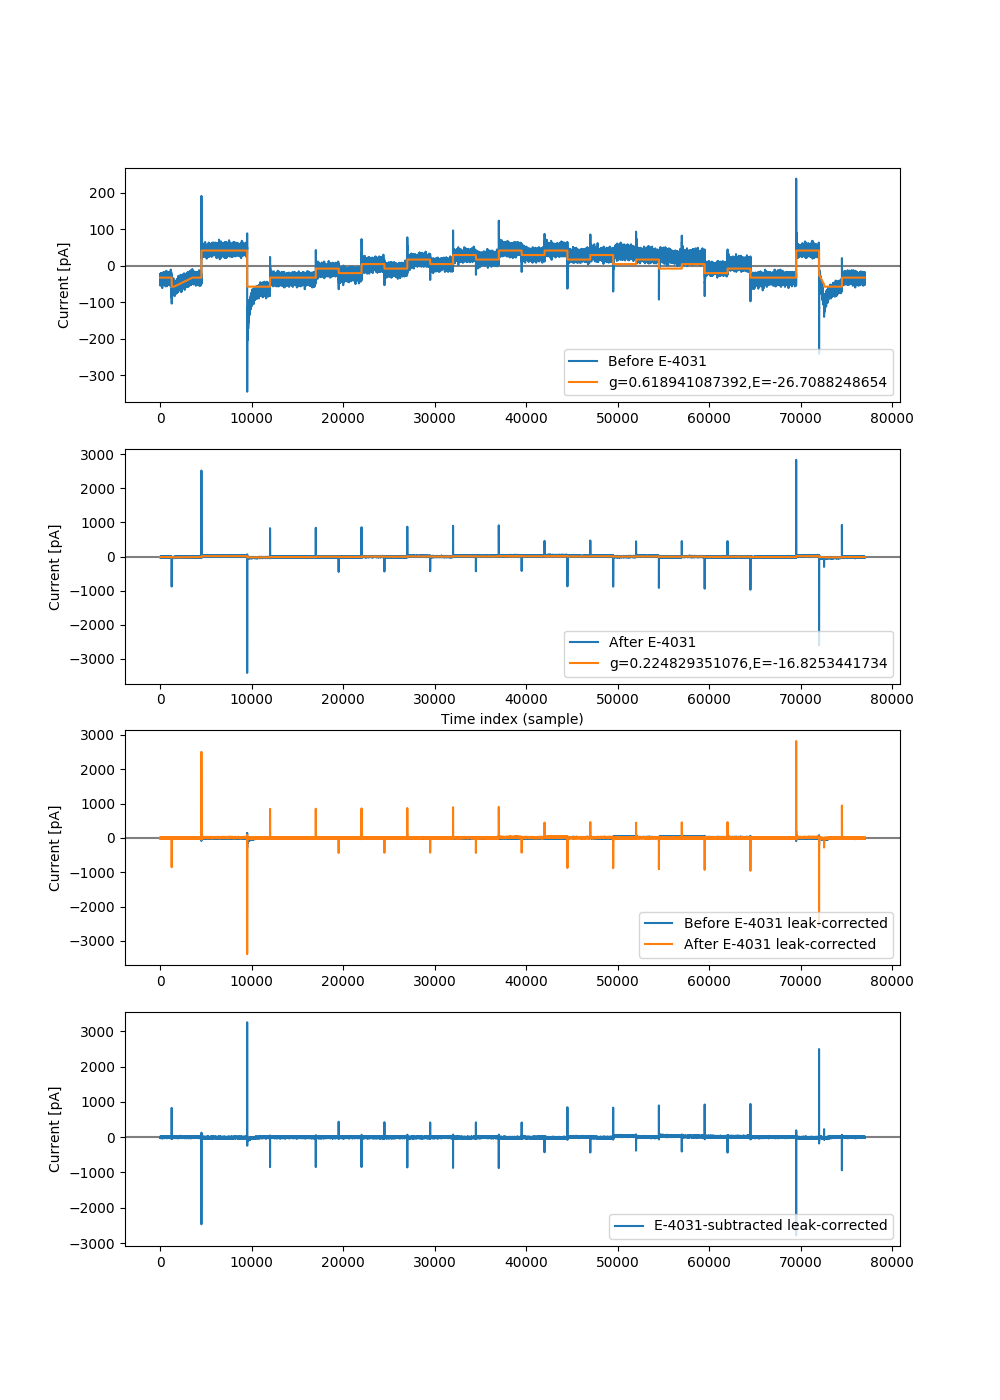 200
100
0
−100
−200
−300
Current [pA]
Before E-4031
g=0.618941087392,E=-26.7088248654
0 10000 20000 30000 40000 50000 60000 70000 80000
3000
2000
1000
0
−1000
−2000
−3000
Current [pA]
After E-4031
g=0.224829351076,E=-16.8253441734
0 10000 20000 30000 40000 50000 60000 70000 80000
Time index (sample)
3000
2000
1000
0
−1000
−2000
−3000
Current [pA]
Before E-4031 leak-corrected
After E-4031 leak-corrected
0 10000 20000 30000 40000 50000 60000 70000 80000
3000
2000
1000
0
−1000
−2000
−3000
Current [pA]
E-4031-subtracted leak-corrected
0 10000 20000 30000 40000 50000 60000 70000 80000